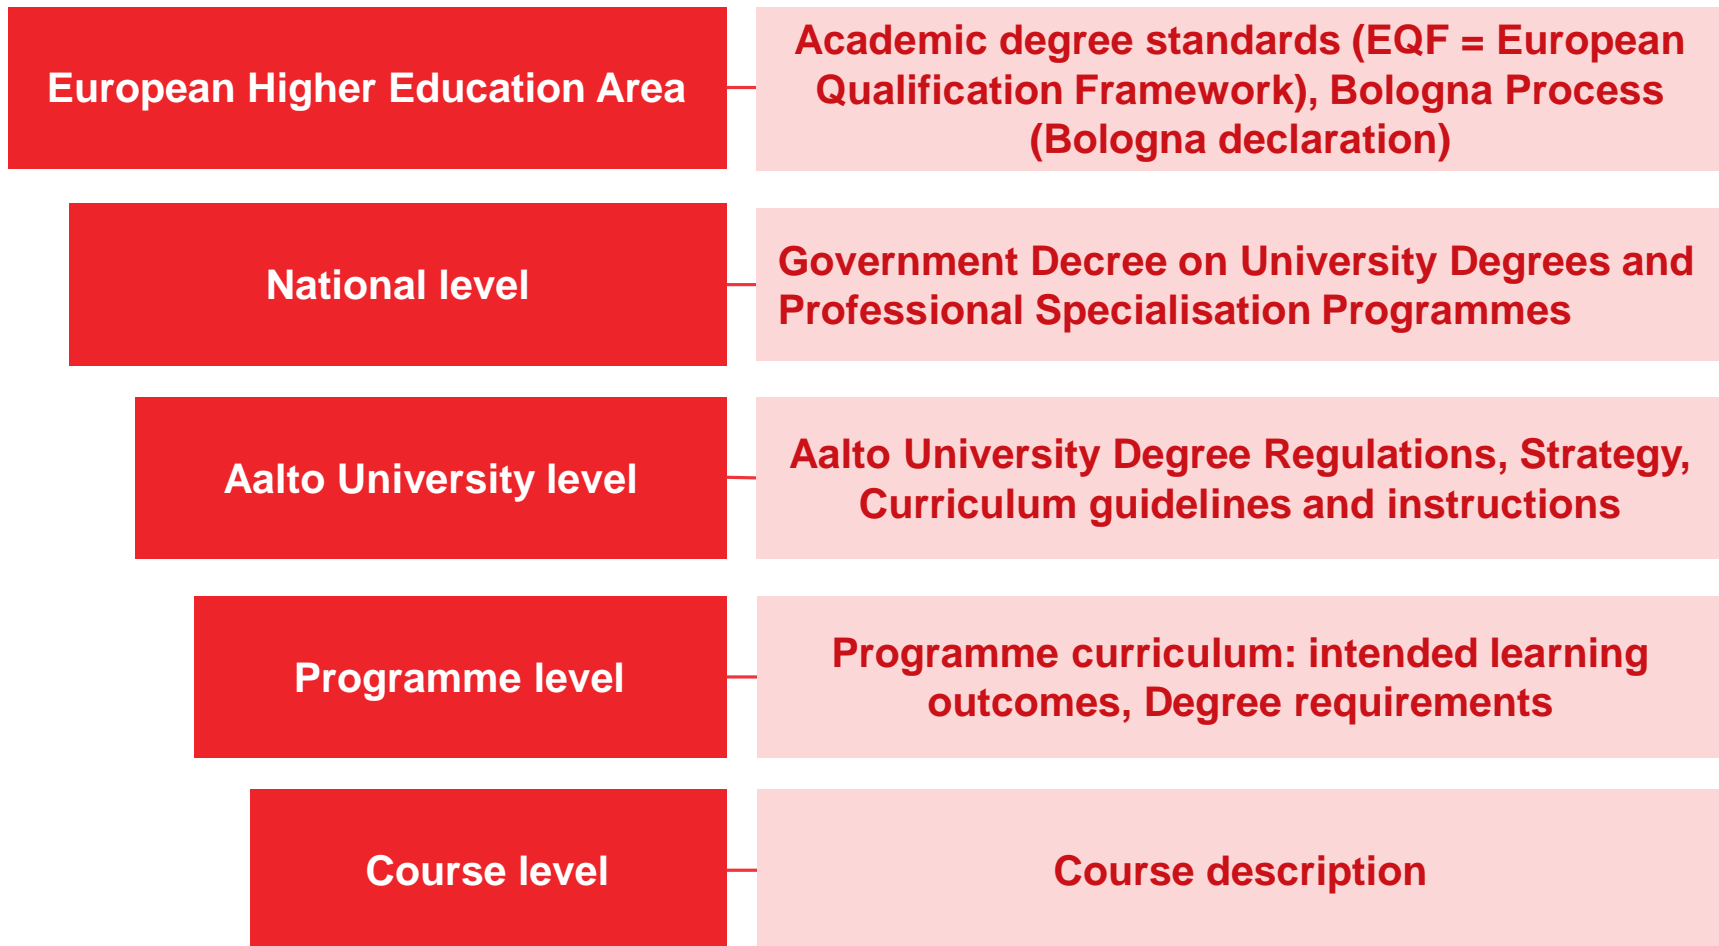 European Higher Education Area
Academic degree standards (EQF = European
Qualification Framework), Bologna Process
(Bologna declaration)
National level
Government Decree on University Degrees and
Professional Specialisation Programmes
Aalto University level
Aalto University Degree Regulations, Strategy,
Curriculum guidelines and instructions
Programme level
Programme curriculum: intended learning
outcomes, Degree requirements
Course level
Course description